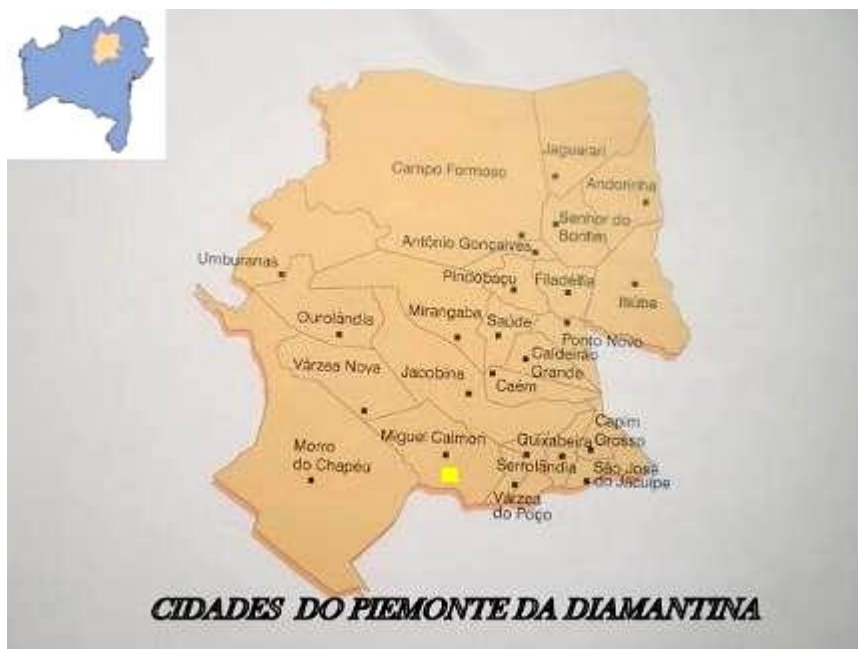 Jaguarari
Campo Formoso
Andorinha
Senhor do
Bonfim
Antônio Gonçalves
Umburanas
Pindobaçu
Filadélfia
Itiúba
Ourolândia
Mirangaba
Saúde
Ponto Novo
Caldeirão
Grande
Várzea Nova
Jacobina
Caém
Capim
Grosso
Miguel Calmon
Quixabeira
Morro
do Chapéu
Serrolândia
São José
do Jacuípe
Várzea
do Poço
CIDADES DO PIEMONTE DA DIAMANTINA